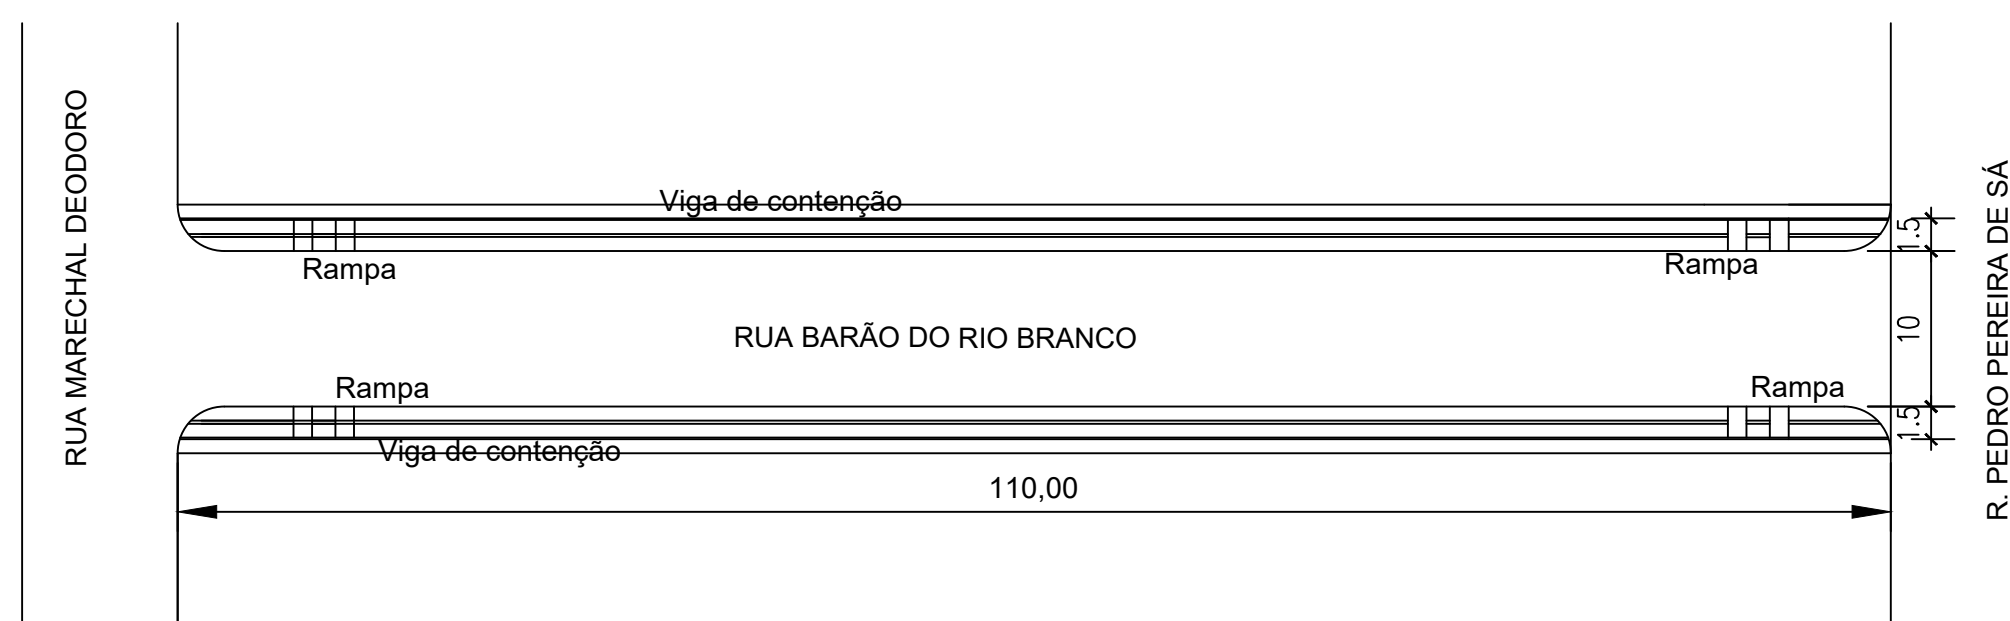 RUA MARECHAL DEODORO
Viga de contenção
Rampa
Rampa
1.5
RUA BARÃO DO RIO BRANCO
10
R. PEDRO PEREIRA DE SÁ
Rampa
Rampa
1.5
Viga de contenção
110,00